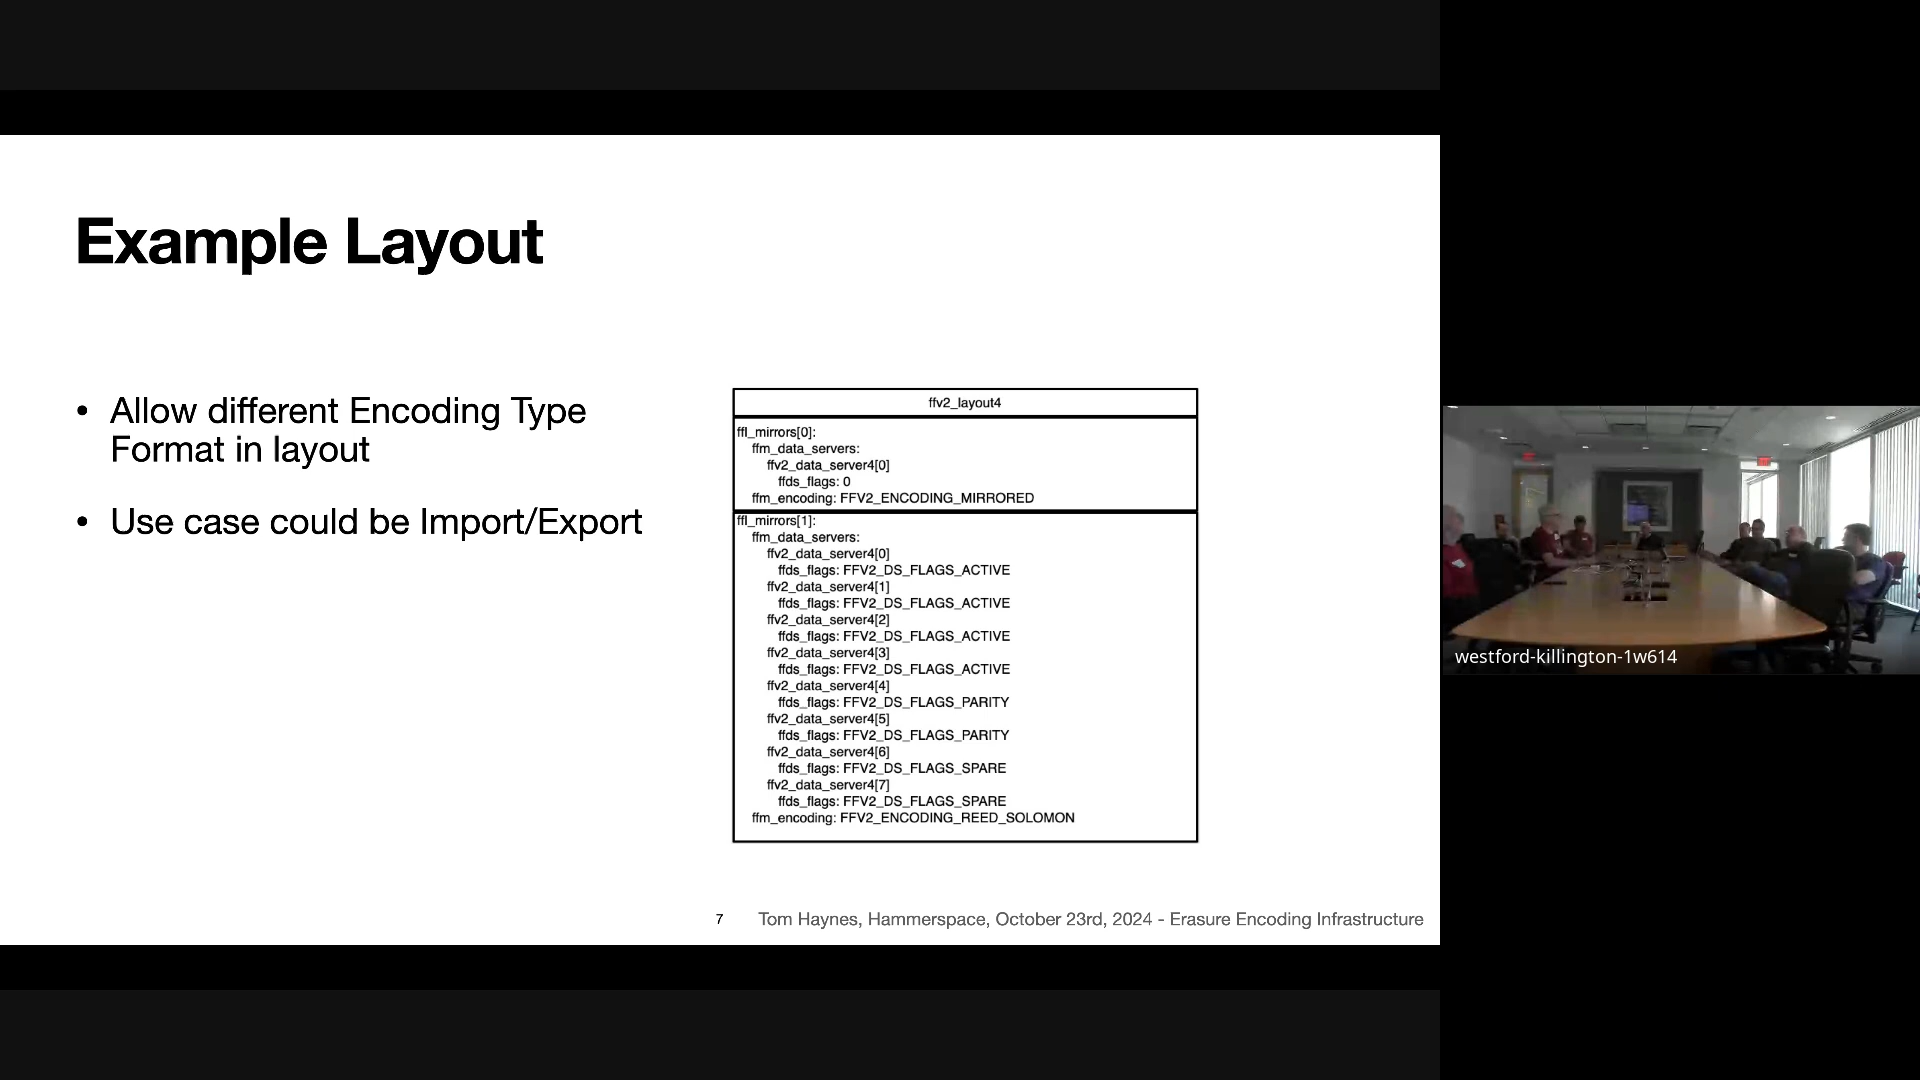 Example Layout
• Allow different Encoding Type
Format in layout
• Use case could be Import/Export
ffv2_layout4
ffl_mirrors[0]:
ffm_data_servers:
ffv2_data_server4[0]
ffds_flags: 0
ffm_encoding: FFV2_ENCODING_MIRRORED
ffl_mirrors[1]:
ffm_data_servers:
ffv2_data_server4[0]
ffds_flags: FFV2_DS_FLAGS_ACTIVE
ffv2_data_server4[1]
ffds_flags: FFV2_DS_FLAGS_ACTIVE
ffv2_data_server4[2]
ffds_flags: FFV2_DS_FLAGS_ACTIVE
ffv2_data_server4[3]
ffds_flags: FFV2_DS_FLAGS_ACTIVE
ffv2_data_server4[4]
ffds_flags: FFV2_DS_FLAGS_PARITY
ffv2_data_server4[5]
ffds_flags: FFV2_DS_FLAGS_PARITY
ffv2_data_server4[6]
ffds_flags: FFV2_DS_FLAGS_SPARE
ffv2_data_server4[7]
ffds_flags: FFV2_DS_FLAGS_SPARE
ffm_encoding: FFV2_ENCODING_REED_SOLOMON
7 Tom Haynes, Hammerspace, October 23rd, 2024 - Erasure Encoding Infrastructure
westford-killington-1w614